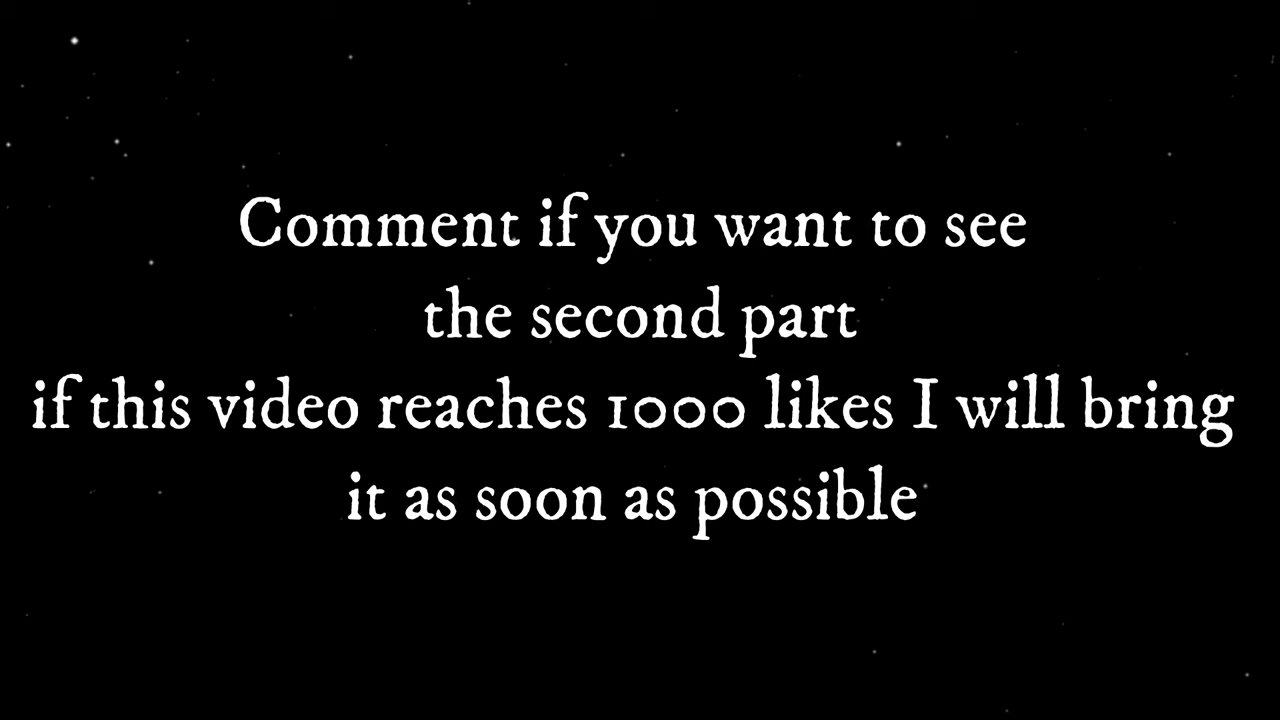 Comment if you want to see
the second part
if this video reaches 1000 likes I will bring
it as soon as possible